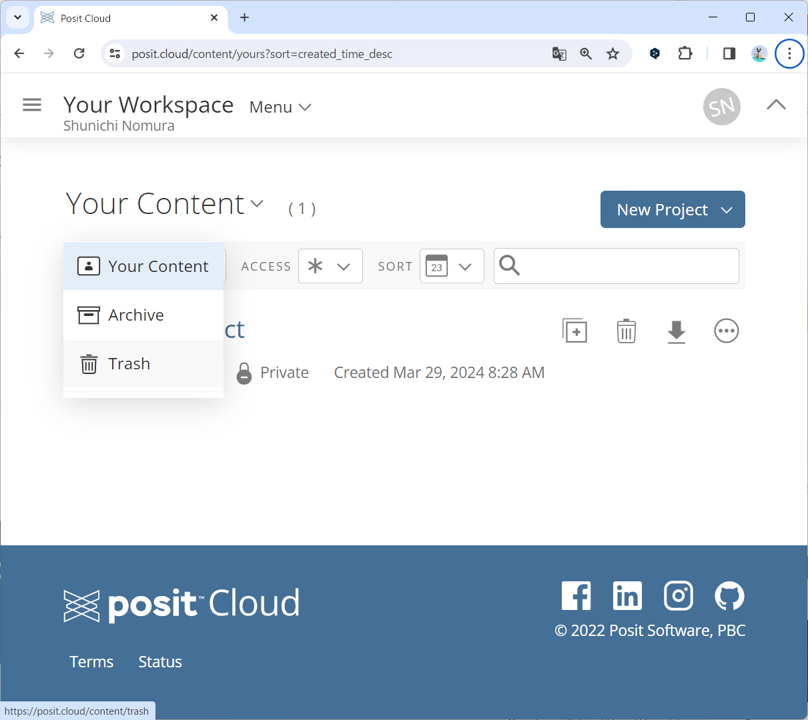 Posit Cloud
posit.cloud/content/yours?sort=created_time_desc
Your Workspace
Menu
Shunichi Nomura
SN
Your Content
( 1 )
New Project
Your Content
ACCESS
SORT
23
Archive
ct
Trash
Private
Created Mar 29, 2024 8:28 AM
posit™ Cloud
© 2022 Posit Software, PBC
Terms
Status
https://posit.cloud/content/trash